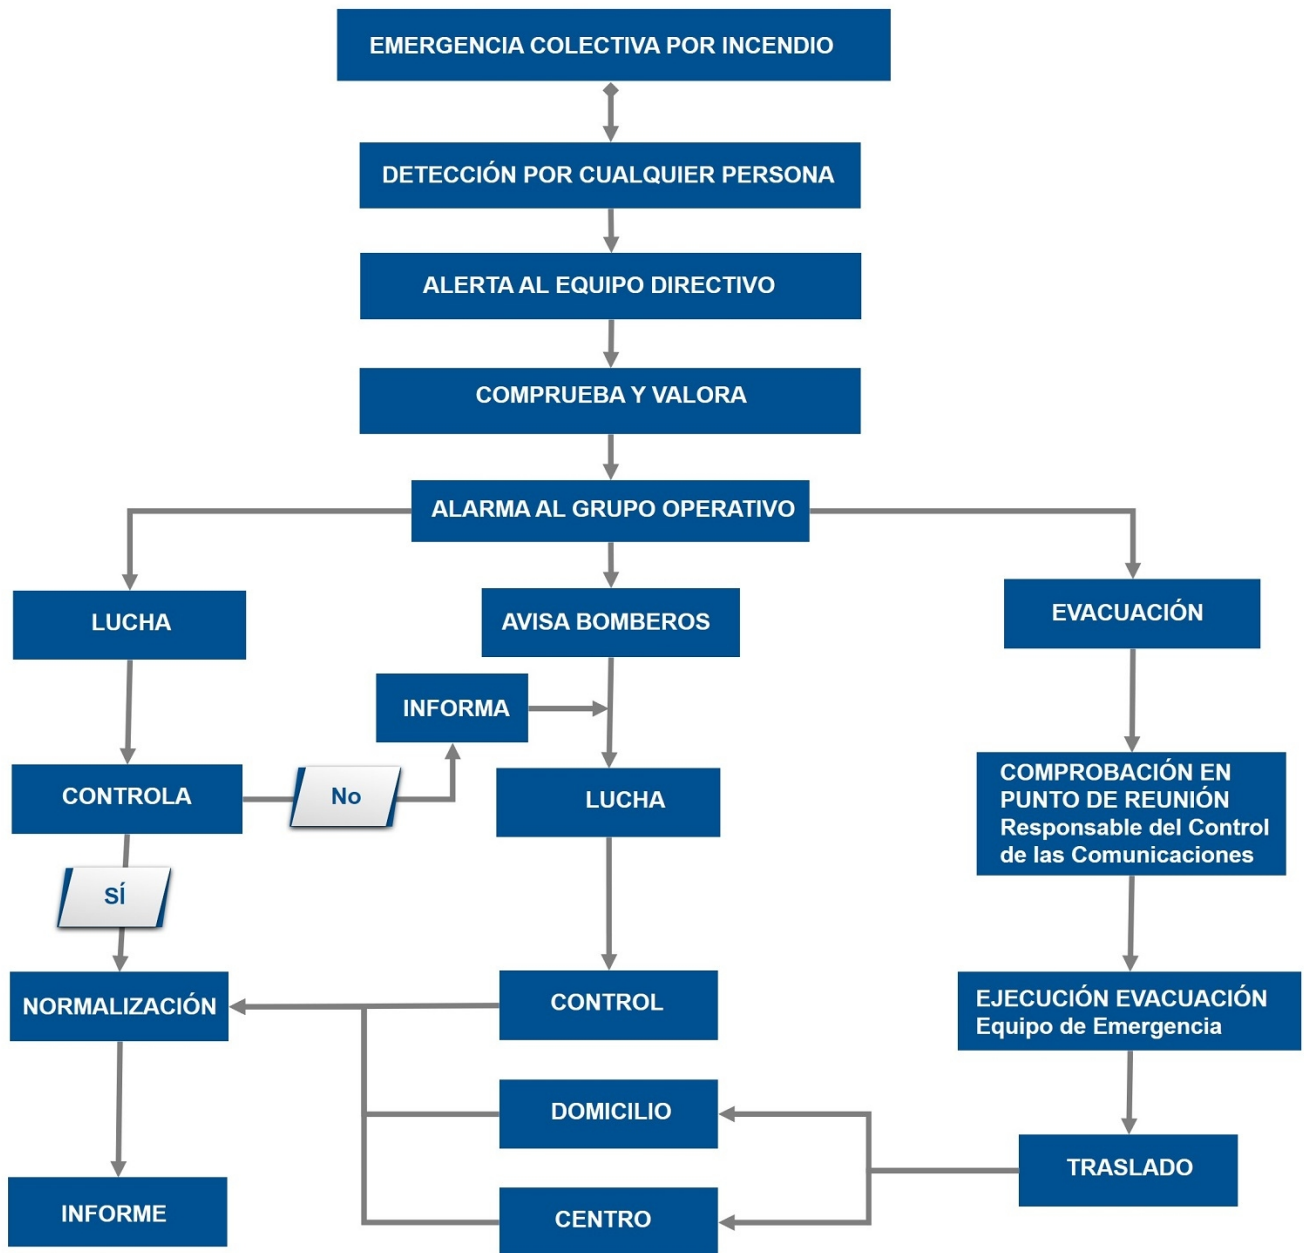 EMERGENCIA COLECTIVA POR INCENDIO
DETECCIÓN POR CUALQUIER PERSONA
ALERTA AL EQUIPO DIRECTIVO
COMPRUEBA Y VALORA
ALARMA AL GRUPO OPERATIVO
LUCHA
AVISA BOMBEROS
EVACUACIÓN
INFORMA
CONTROLA
No
LUCHA
COMPROBACIÓN EN
PUNTO DE REUNIÓN
Responsable del Control
de las Comunicaciones
SÍ
NORMALIZACIÓN
CONTROL
EJECUCIÓN EVACUACIÓN
Equipo de Emergencia
DOMICILIO
TRASLADO
INFORME
CENTRO